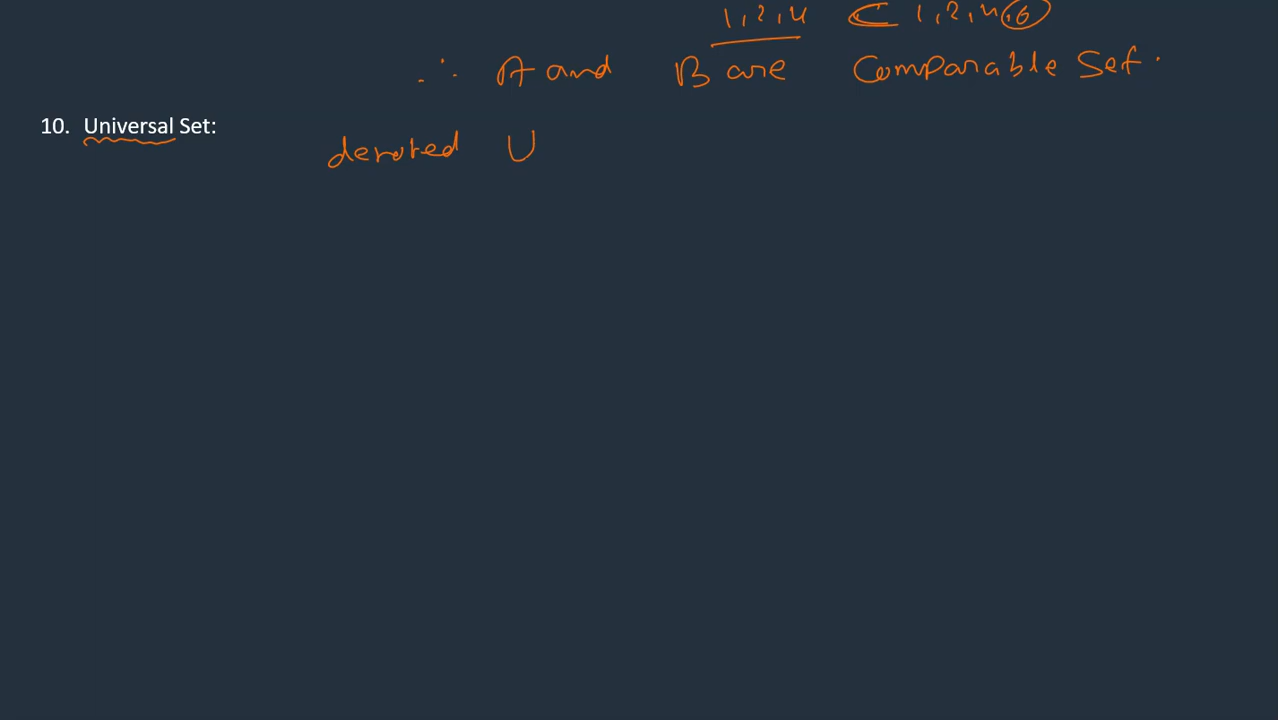 1,2,4 ⊂ 1,2,4,6
∴ A and B are Comparable Set.
10. Universal Set:
denoted U